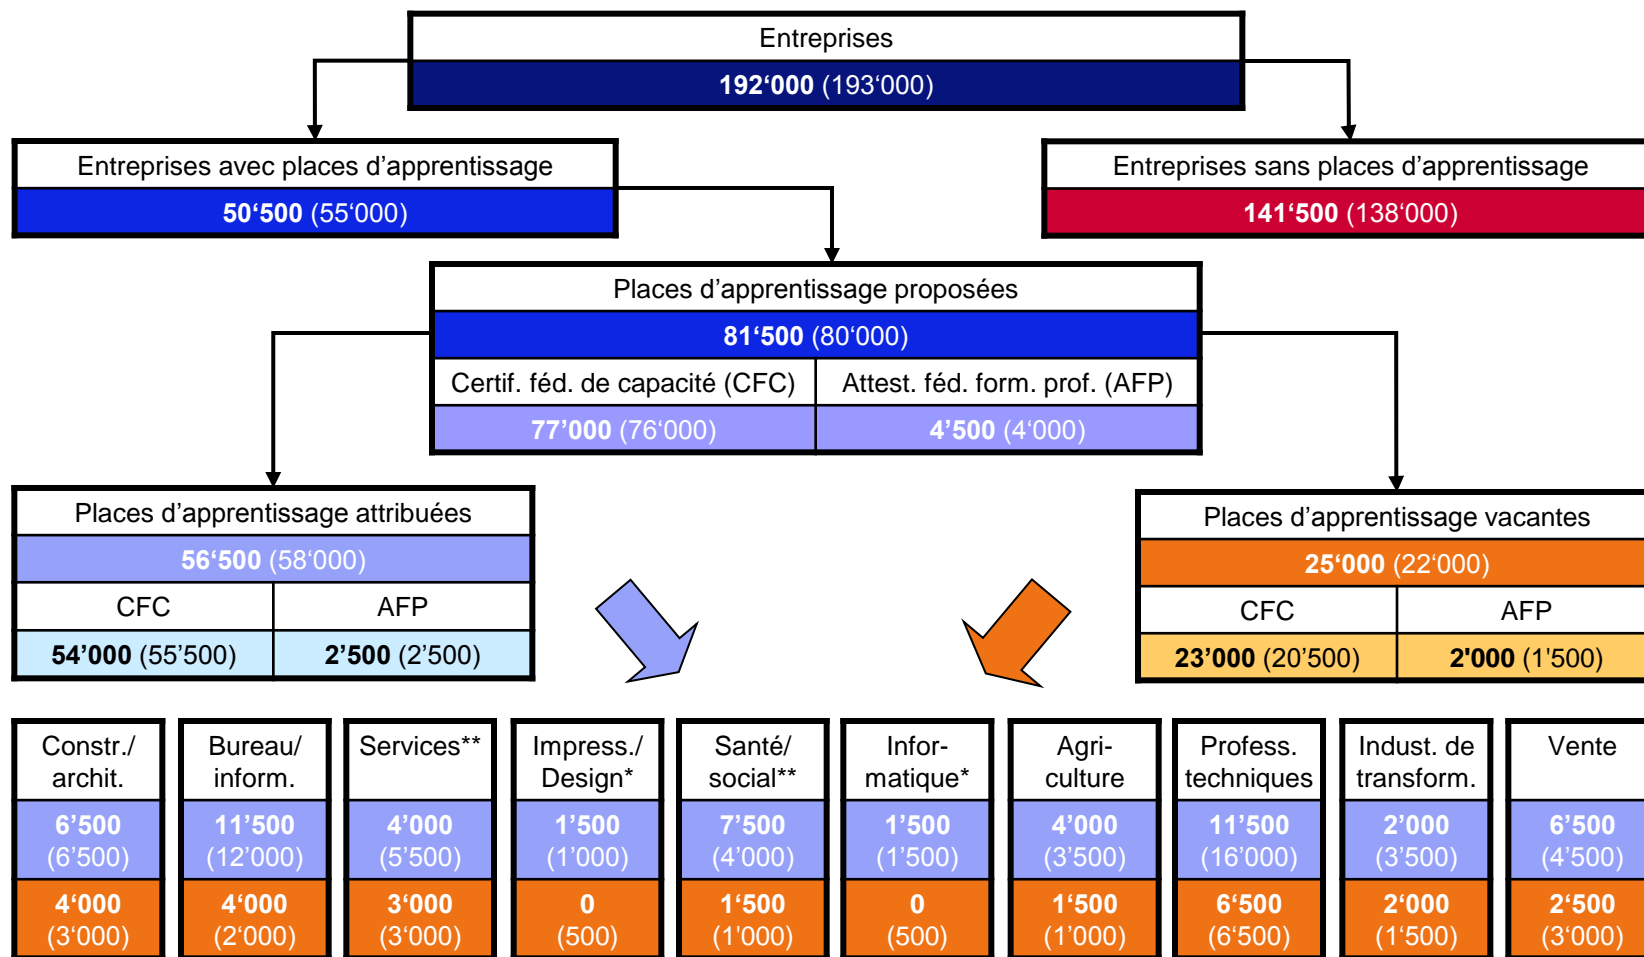 Entreprises
192‘000 (193‘000)
Entreprises avec places d’apprentissage
50‘500 (55‘000)
Entreprises sans places d’apprentissage
141‘500 (138‘000)
Places d’apprentissage proposées
81‘500 (80‘000)
Certif. féd. de capacité (CFC)
Attest. féd. form. prof. (AFP)
77’000 (76‘000)
4’500 (4‘000)
Places d’apprentissage attribuées
56‘500 (58‘000)
CFC
AFP
54’000 (55’500)
2’500 (2’500)
Places d’apprentissage vacantes
25‘000 (22‘000)
CFC
AFP
23’000 (20’500)
2'000 (1'500)
Constr./
archit.
6’500
(6’500)
4‘000
(3‘000)
Bureau/
inform.
11’500
(12’000)
4‘000
(2‘000)
Services**
4’000
(5’500)
3‘000
(3‘000)
Impress./
Design*
1’500
(1’000)
0
(500)
Santé/
social**
7’500
(4’000)
1‘500
(1‘000)
Infor-
matique*
1’500
(1’500)
0
(500)
Agri-
culture
4’000
(3’500)
1‘500
(1‘000)
Profess.
techniques
11’500
(16’000)
6‘500
(6‘500)
Indust. de
transform.
2’000
(3’500)
2‘000
(1‘500)
Vente
6’500
(4’500)
2‘500
(3‘000)